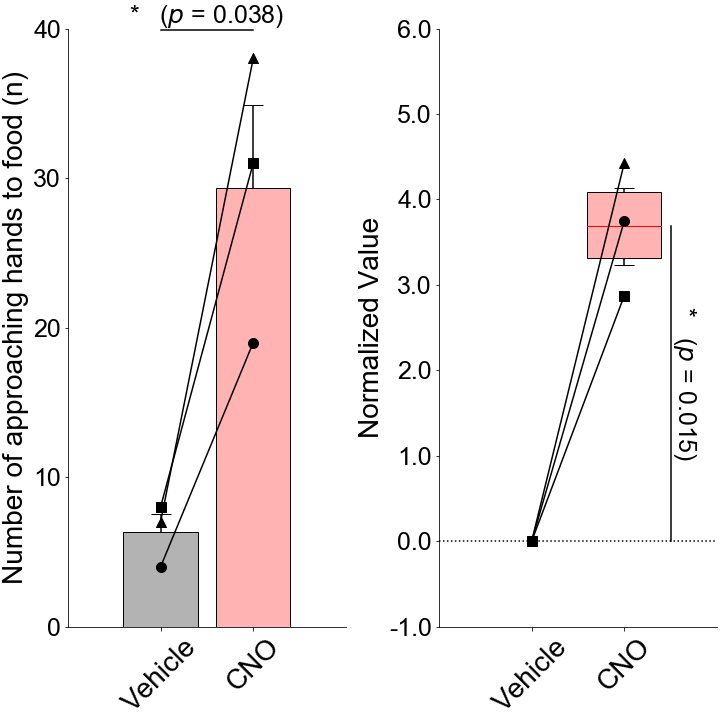 * (p = 0.038)
Number of approaching hands to food (n)
40
30
20
10
0
Vehicle
CNO
Normalized Value
6.0
5.0
4.0
3.0
2.0
1.0
0.0
-1.0
* (p = 0.015)
Vehicle
CNO